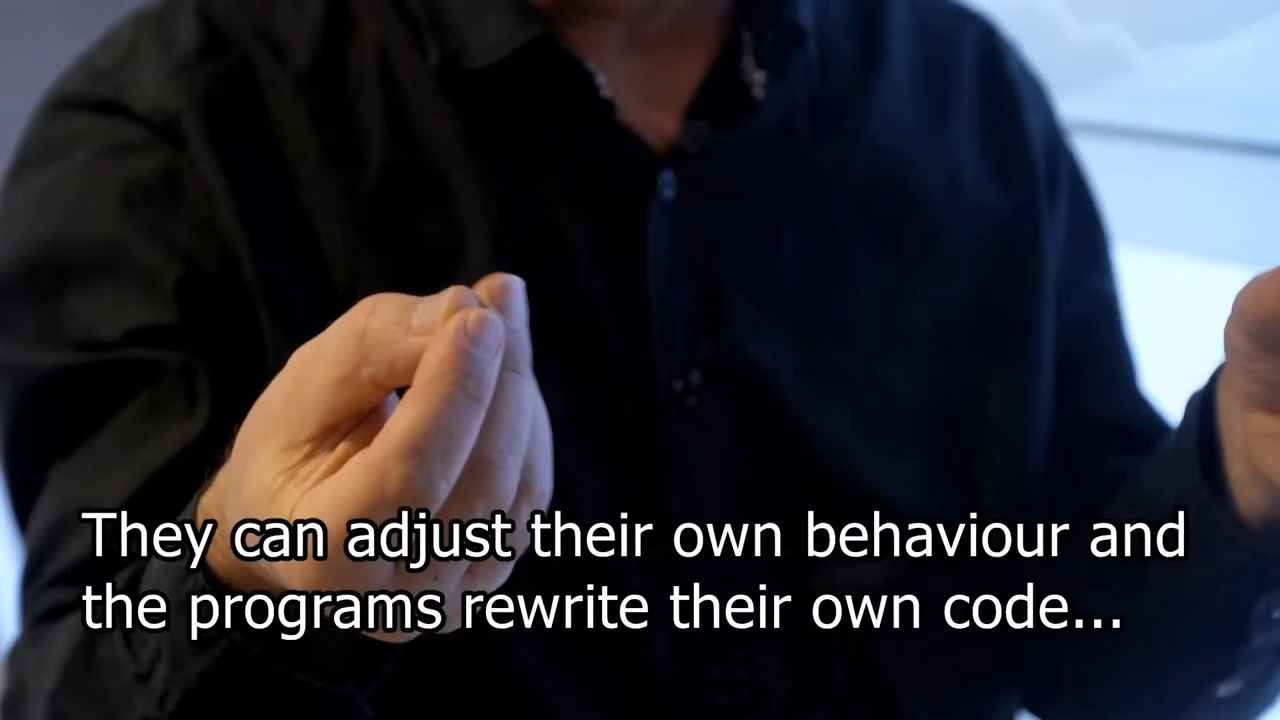 They can adjust their own behaviour and
the programs rewrite their own code...